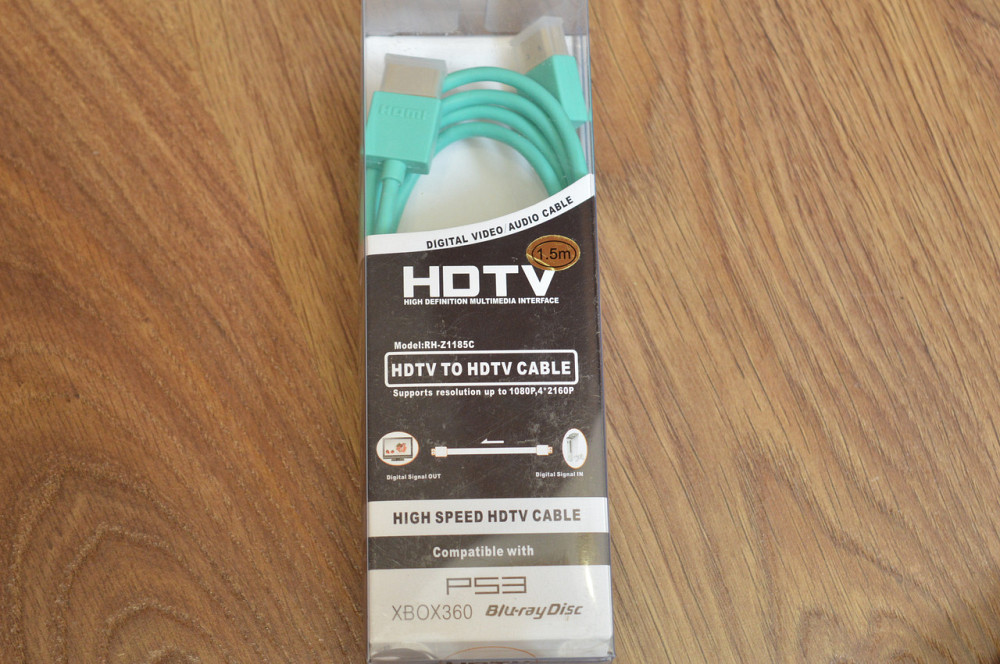 HDMI
DIGITAL VIDEO/AUDIO CABLE
1.5m
HDTV
HIGH DEFINITION MULTIMEDIA INTERFACE
Model:RH-Z1185C
HDTV TO HDTV CABLE
Supports resolution up to 1080P,4*2160P
Digital Signal OUT
Digital Signal IN
HIGH SPEED HDTV CABLE
Compatible with
PS3
XBOX360 Blu-ray Disc